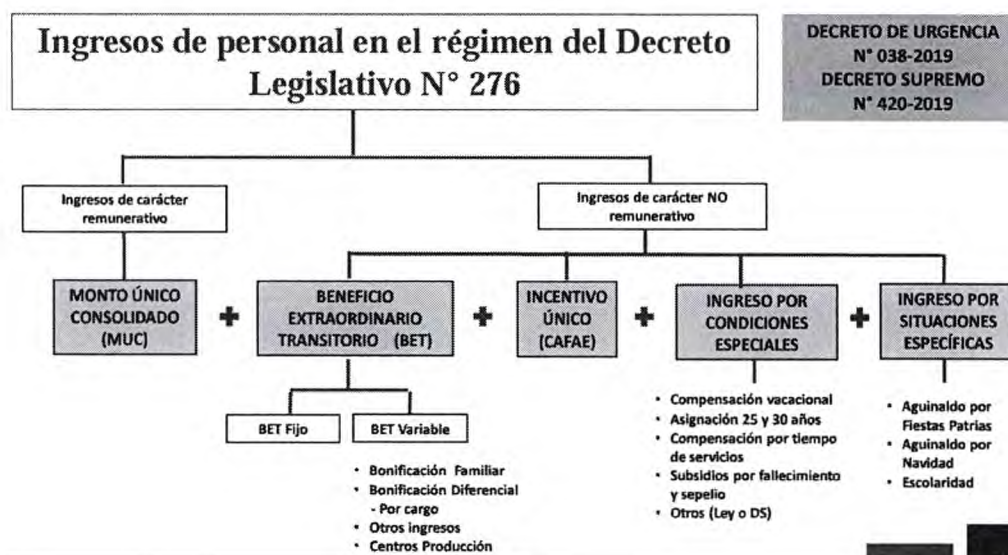 Ingresos de personal en el régimen del Decreto
Legislativo N° 276
DECRETO DE URGENCIA
N° 038-2019
DECRETO SUPREMO
N° 420-2019
Ingresos de carácter
remunerativo
Ingresos de carácter NO
remunerativo
MONTO ÚNICO
CONSOLIDADO
(MUC)
+
BENEFICIO
EXTRAORDINARIO
TRANSITORIO (BET)
+
INCENTIVO
ÚNICO
(CAFAE)
+
INGRESO POR
CONDICIONES
ESPECIALES
+
INGRESO POR
SITUACIONES
ESPECÍFICAS
BET Fijo
BET Variable
• Bonificación Familiar
• Bonificación Diferencial
- Por cargo
• Otros ingresos
• Centros Producción
• Compensación vacacional
• Asignación 25 y 30 años
• Compensación por tiempo
de servicios
• Subsidios por fallecimiento
y sepelio
• Otros (Ley o DS)
• Aguinaldo por
Fiestas Patrias
• Aguinaldo por
Navidad
• Escolaridad